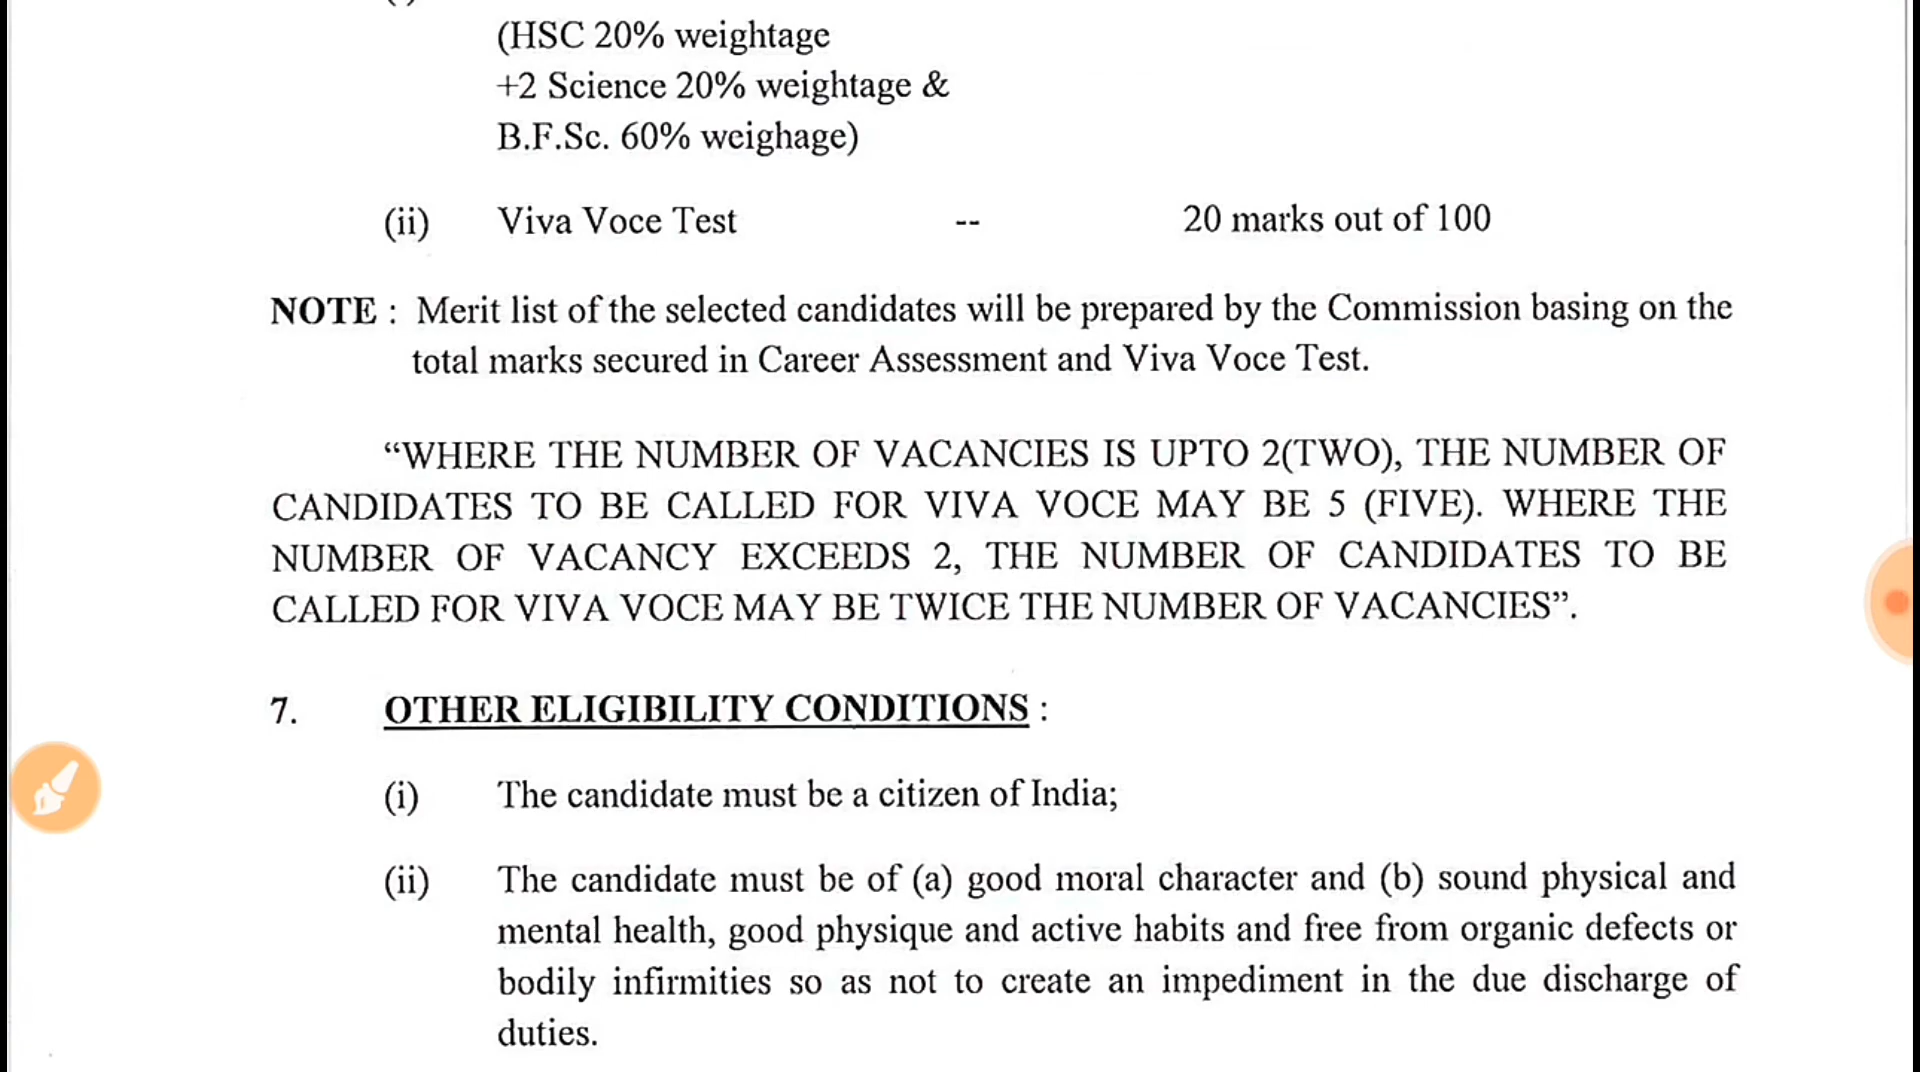 (HSC 20% weightage
+2 Science 20% weightage &
B.F.Sc. 60% weighage)
(ii) Viva Voce Test -- 20 marks out of 100
NOTE : Merit list of the selected candidates will be prepared by the Commission basing on the
total marks secured in Career Assessment and Viva Voce Test.
“WHERE THE NUMBER OF VACANCIES IS UPTO 2(TWO), THE NUMBER OF
CANDIDATES TO BE CALLED FOR VIVA VOCE MAY BE 5 (FIVE). WHERE THE
NUMBER OF VACANCY EXCEEDS 2, THE NUMBER OF CANDIDATES TO BE
CALLED FOR VIVA VOCE MAY BE TWICE THE NUMBER OF VACANCIES”.
7. OTHER ELIGIBILITY CONDITIONS :
(i) The candidate must be a citizen of India;
(ii) The candidate must be of (a) good moral character and (b) sound physical and
mental health, good physique and active habits and free from organic defects or
bodily infirmities so as not to create an impediment in the due discharge of
duties.